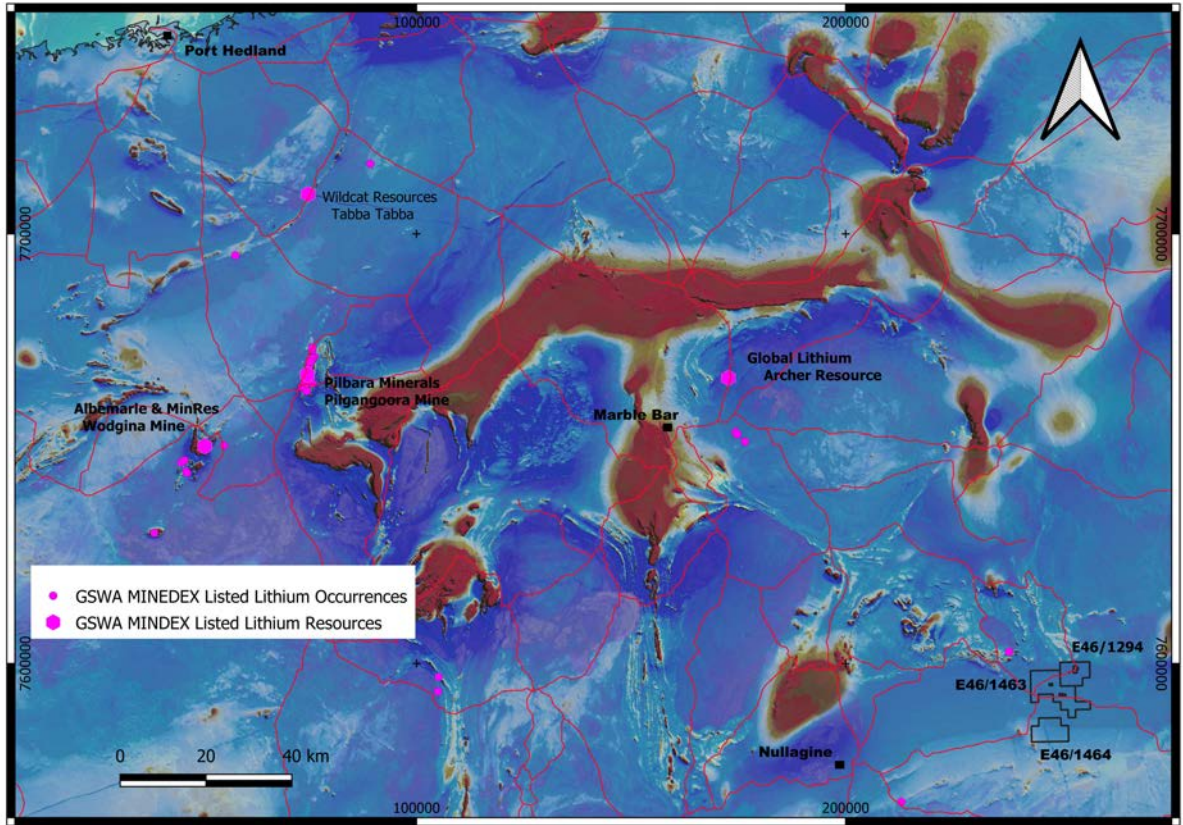 100000
200000
Port Hedland
Wildcat Resources
Tabba Tabba
7700000
7700000
Global Lithium
Archer Resource
Pilbara Minerals
Pilgangoora Mine
Albemarle & MinRes
Wodgina Mine
Marble Bar
GSWA MINEDEX Listed Lithium Occurrences
GSWA MINDEX Listed Lithium Resources
E46/1294
7600000
7600000
E46/1463
E46/1464
Nullagine
0 20 40 km
100000
200000